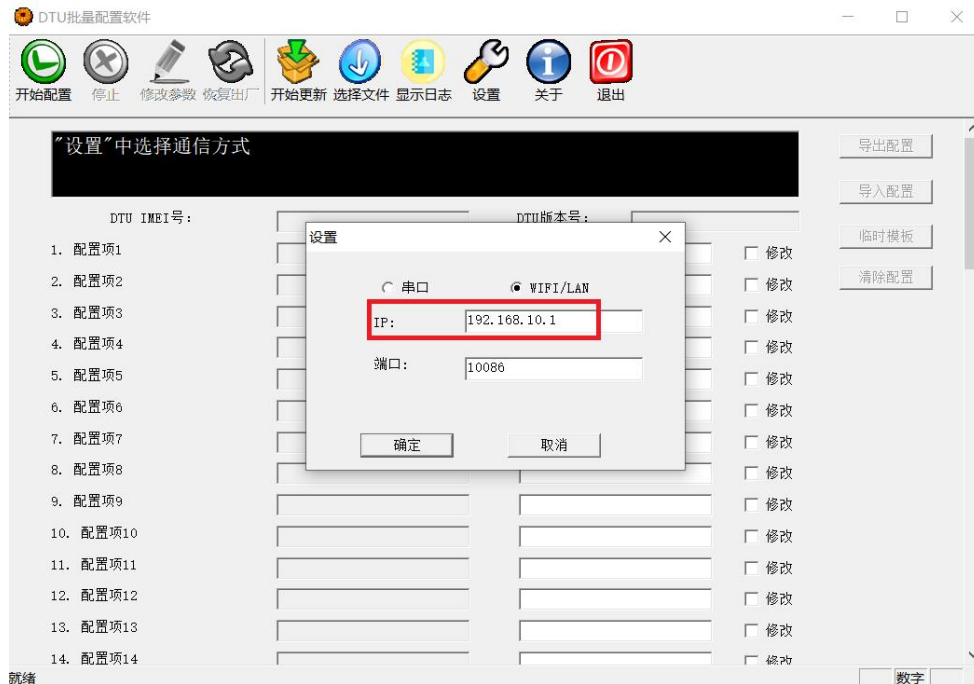 DTU批量配置软件
开始配置 停止 修改参数 恢复出厂 开始更新 选择文件 显示日志 设置 关于 退出
"设置"中选择通信方式
导出配置
导入配置
临时模板
清除配置
DTU IMEI号: DTU版本号:
设置
串口 WIFI/LAN
IP: 192.168.10.1
端口: 10086
确定 取消
1. 配置项1 修改
2. 配置项2 修改
3. 配置项3 修改
4. 配置项4 修改
5. 配置项5 修改
6. 配置项6 修改
7. 配置项7 修改
8. 配置项8 修改
9. 配置项9 修改
10. 配置项10 修改
11. 配置项11 修改
12. 配置项12 修改
13. 配置项13 修改
14. 配置项14 修改
就绪 数字